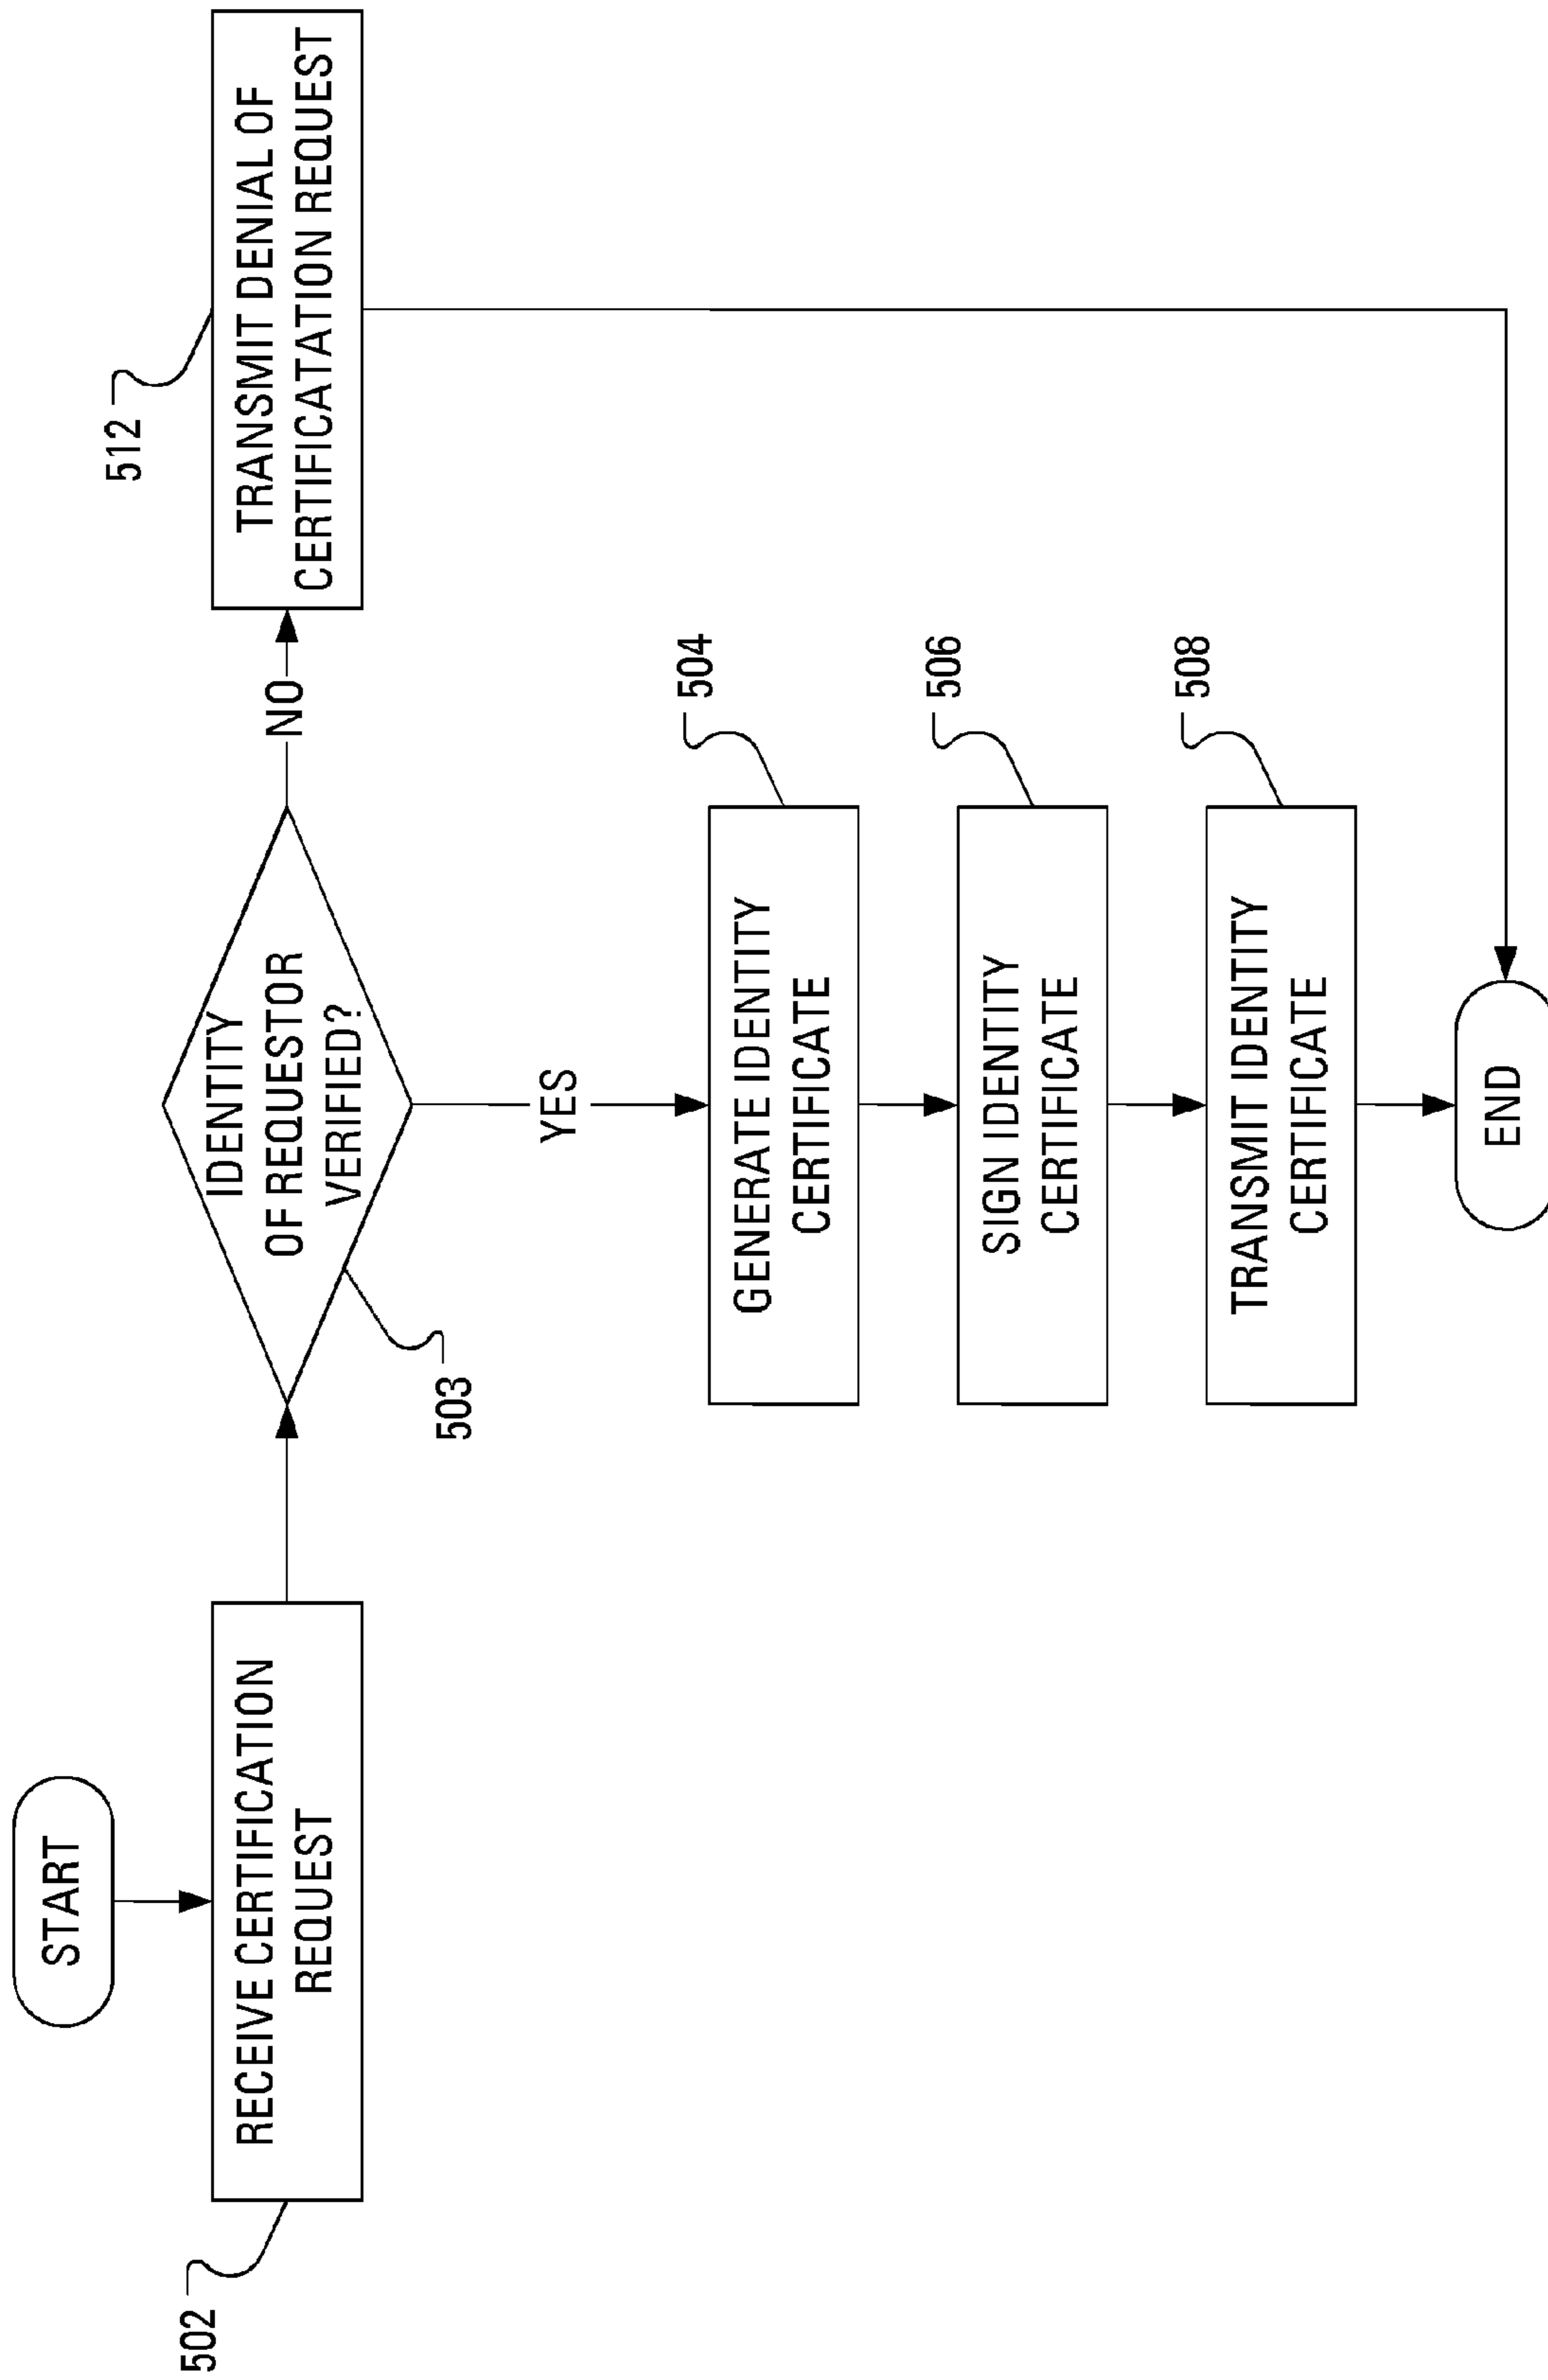 START
502
RECEIVE CERTIFICATION
REQUEST
503
IDENTITY
OF REQUESTOR
VERIFIED?
NO
512
TRANSMIT DENIAL OF
CERTIFICATATION REQUEST
YES
504
GENERATE IDENTITY
CERTIFICATE
506
SIGN IDENTITY
CERTIFICATE
508
TRANSMIT IDENTITY
CERTIFICATE
END